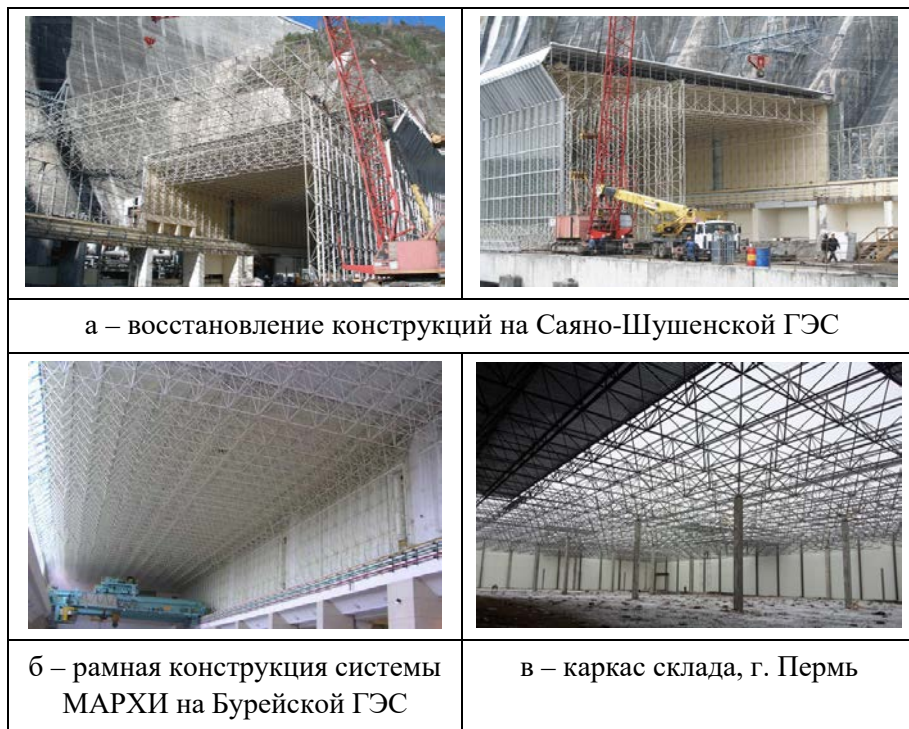 а – восстановление конструкций на Саяно-Шушенской ГЭС
б – рамная конструкция системы
МАРХИ на Бурейской ГЭС
в – каркас склада, г. Пермь